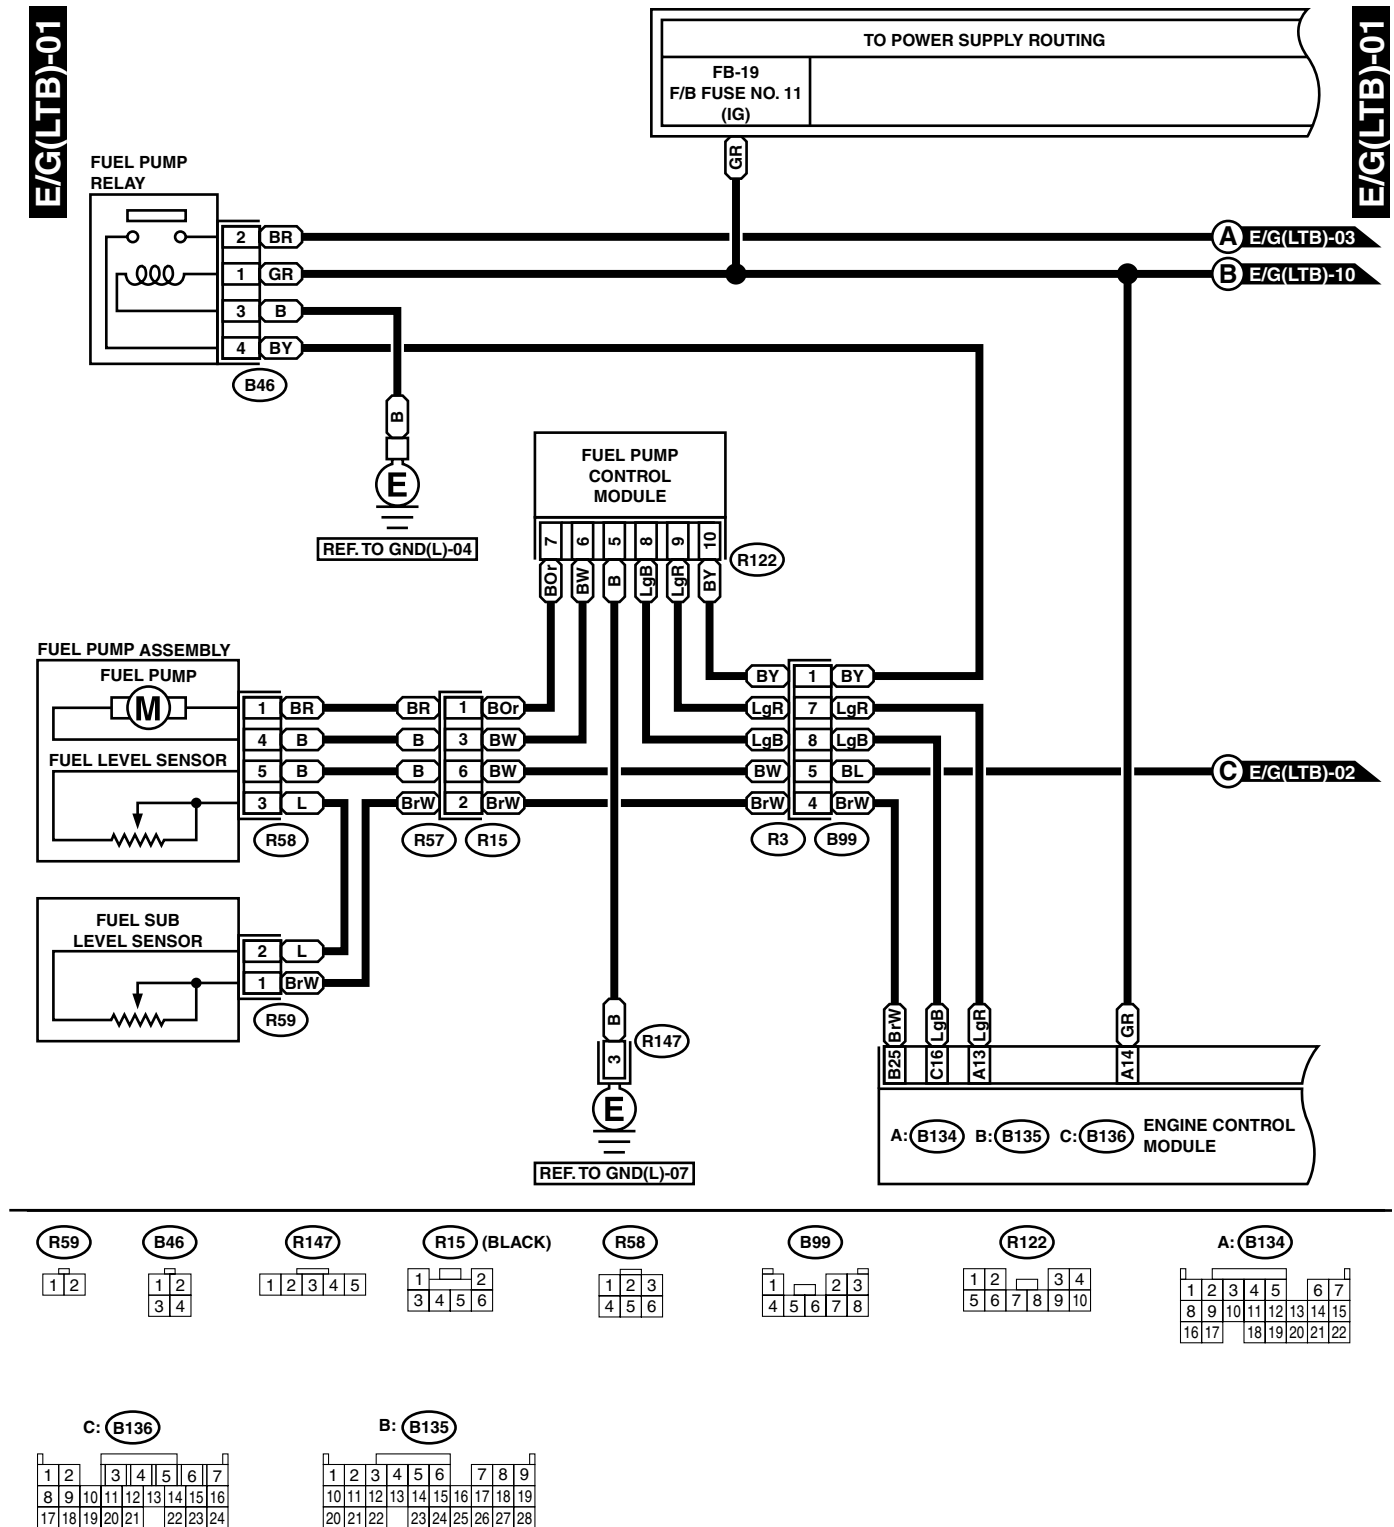 E/G(LTB)-01
E/G(LTB)-01
TO POWER SUPPLY ROUTING
FB-19
F/B FUSE NO. 11
(IG)
GR
FUEL PUMP
RELAY
2 BR
A E/G(LTB)-03
1 GR
B E/G(LTB)-10
3 B
4 BY
B46
B
E
REF. TO GND(L)-04
FUEL PUMP
CONTROL
MODULE
7 6 5 8 9 10
R122
BOr BW B LgB LgR BY
FUEL PUMP ASSEMBLY
FUEL PUMP
M
FUEL LEVEL SENSOR
1 BR
4 B
5 B
3 L
R58
BR 1 BOr
B 3 BW
B 6 BW
BrW 2 BrW
R57 R15
BY 1 BY
LgR 7 LgR
LgB 8 LgB
BW 5 BL
BrW 4 BrW
R3 B99
C E/G(LTB)-02
FUEL SUB
LEVEL SENSOR
2 L
1 BrW
R59
B
3
R147
E
REF. TO GND(L)-07
BrW LgB LgR GR
B25 C16 A13 A14
A: B134 B: B135 C: B136
ENGINE CONTROL
MODULE
R59
1 2
B46
1 2
3 4
R147
1 2 3 4 5
R15 (BLACK)
1 2
3 4 5 6
R58
1 2 3
4 5 6
B99
1 2 3
4 5 6 7 8
R122
1 2 3 4
5 6 7 8 9 10
A: B134
1 2 3 4 5 6 7
8 9 10 11 12 13 14 15
16 17 18 19 20 21 22
C: B136
1 2 3 4 5 6 7
8 9 10 11 12 13 14 15 16
17 18 19 20 21 22 23 24
B: B135
1 2 3 4 5 6 7 8 9
10 11 12 13 14 15 16 17 18 19
20 21 22 23 24 25 26 27 28